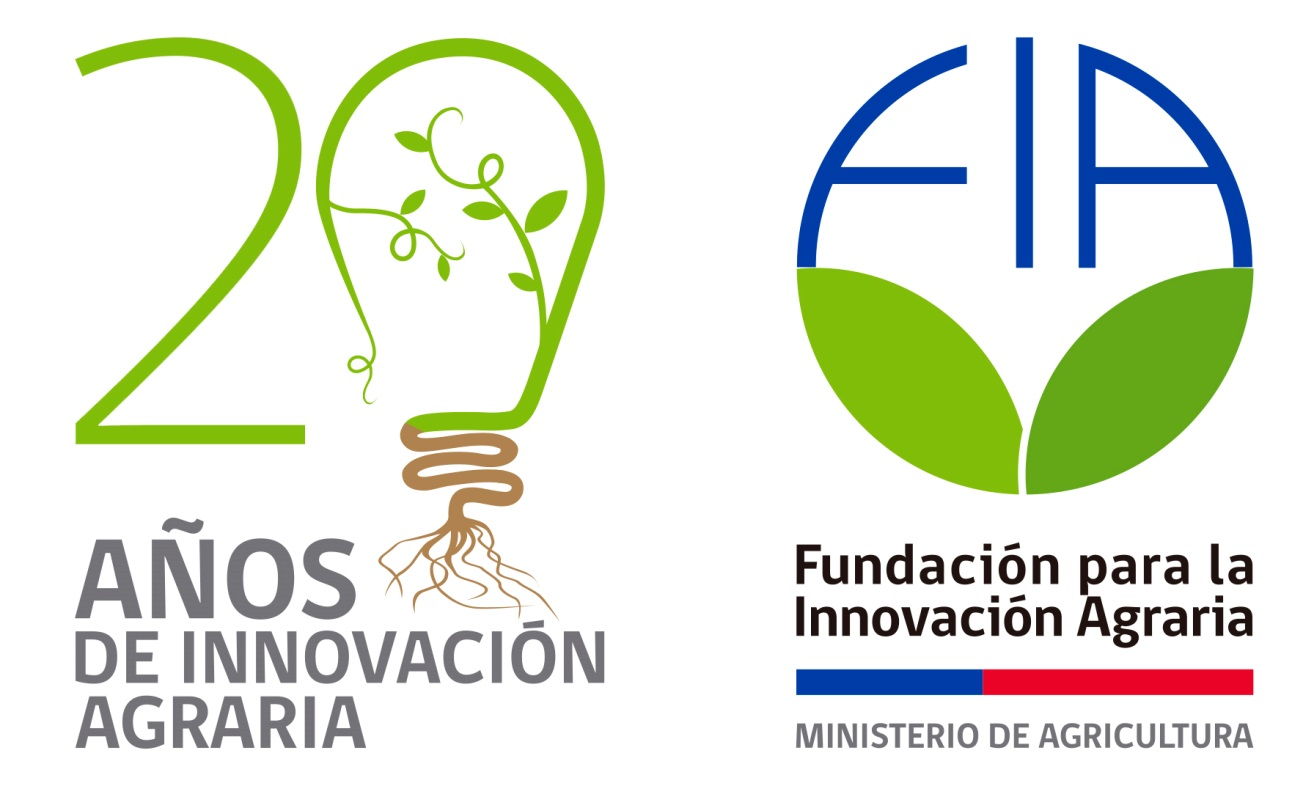 20
AÑOS
DE INNOVACIÓN
AGRARIA
FIA
Fundación para la
Innovación Agraria
MINISTERIO DE AGRICULTURA